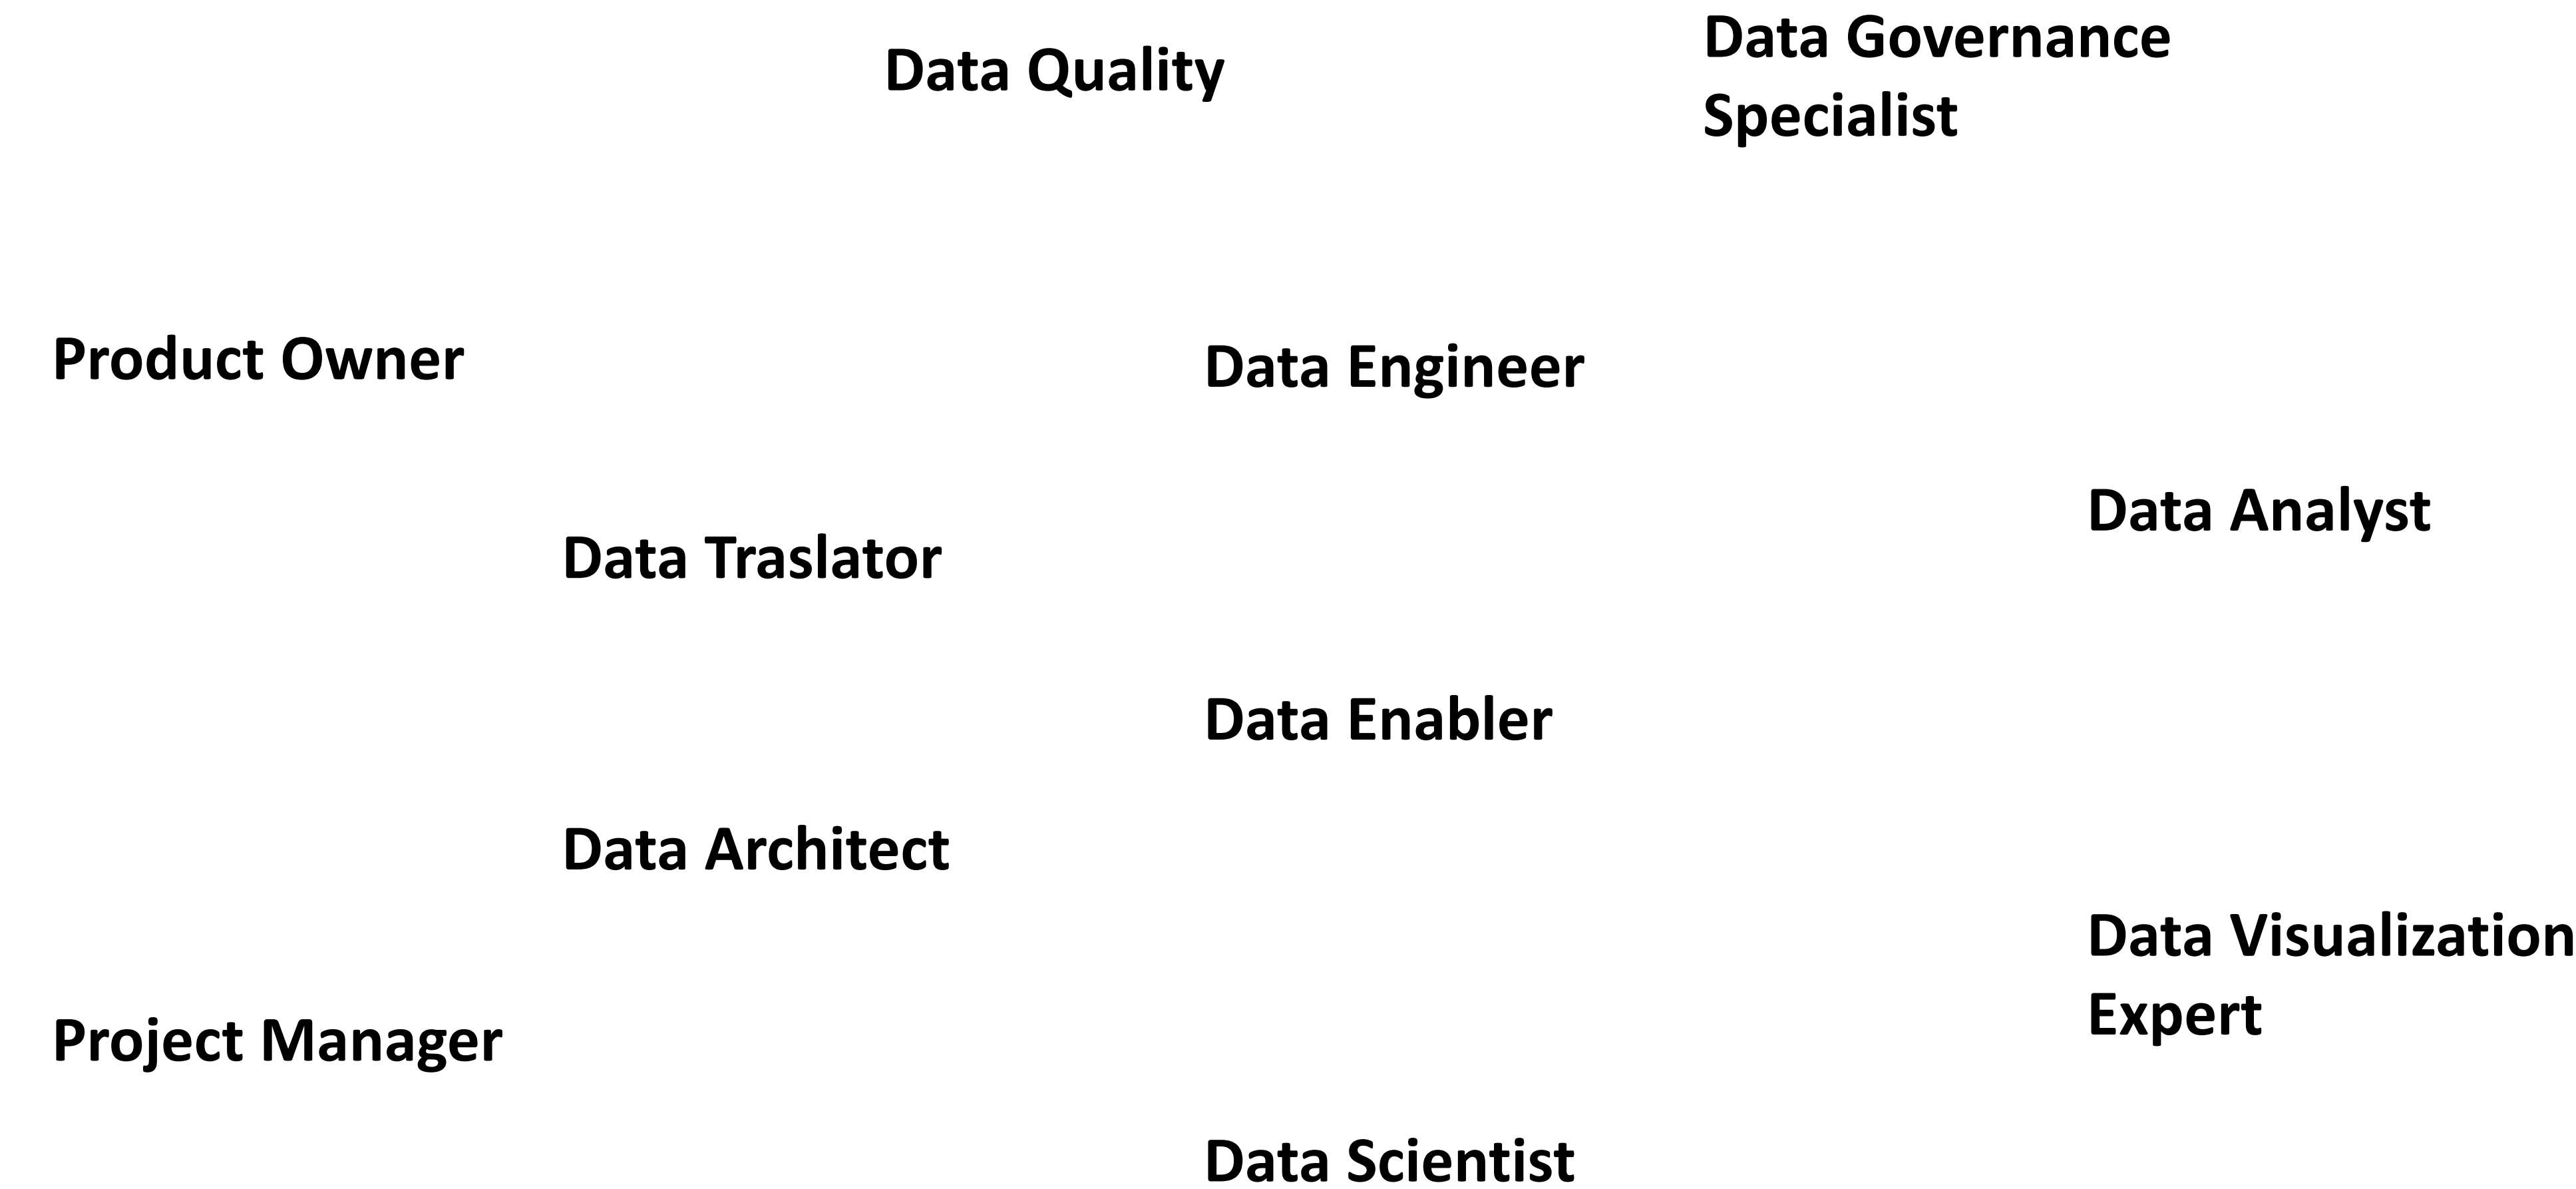 Data Governance
Specialist
Data Quality
Product Owner
Data Engineer
Data Analyst
Data Traslator
Data Enabler
Data Architect
Data Visualization
Expert
Project Manager
Data Scientist